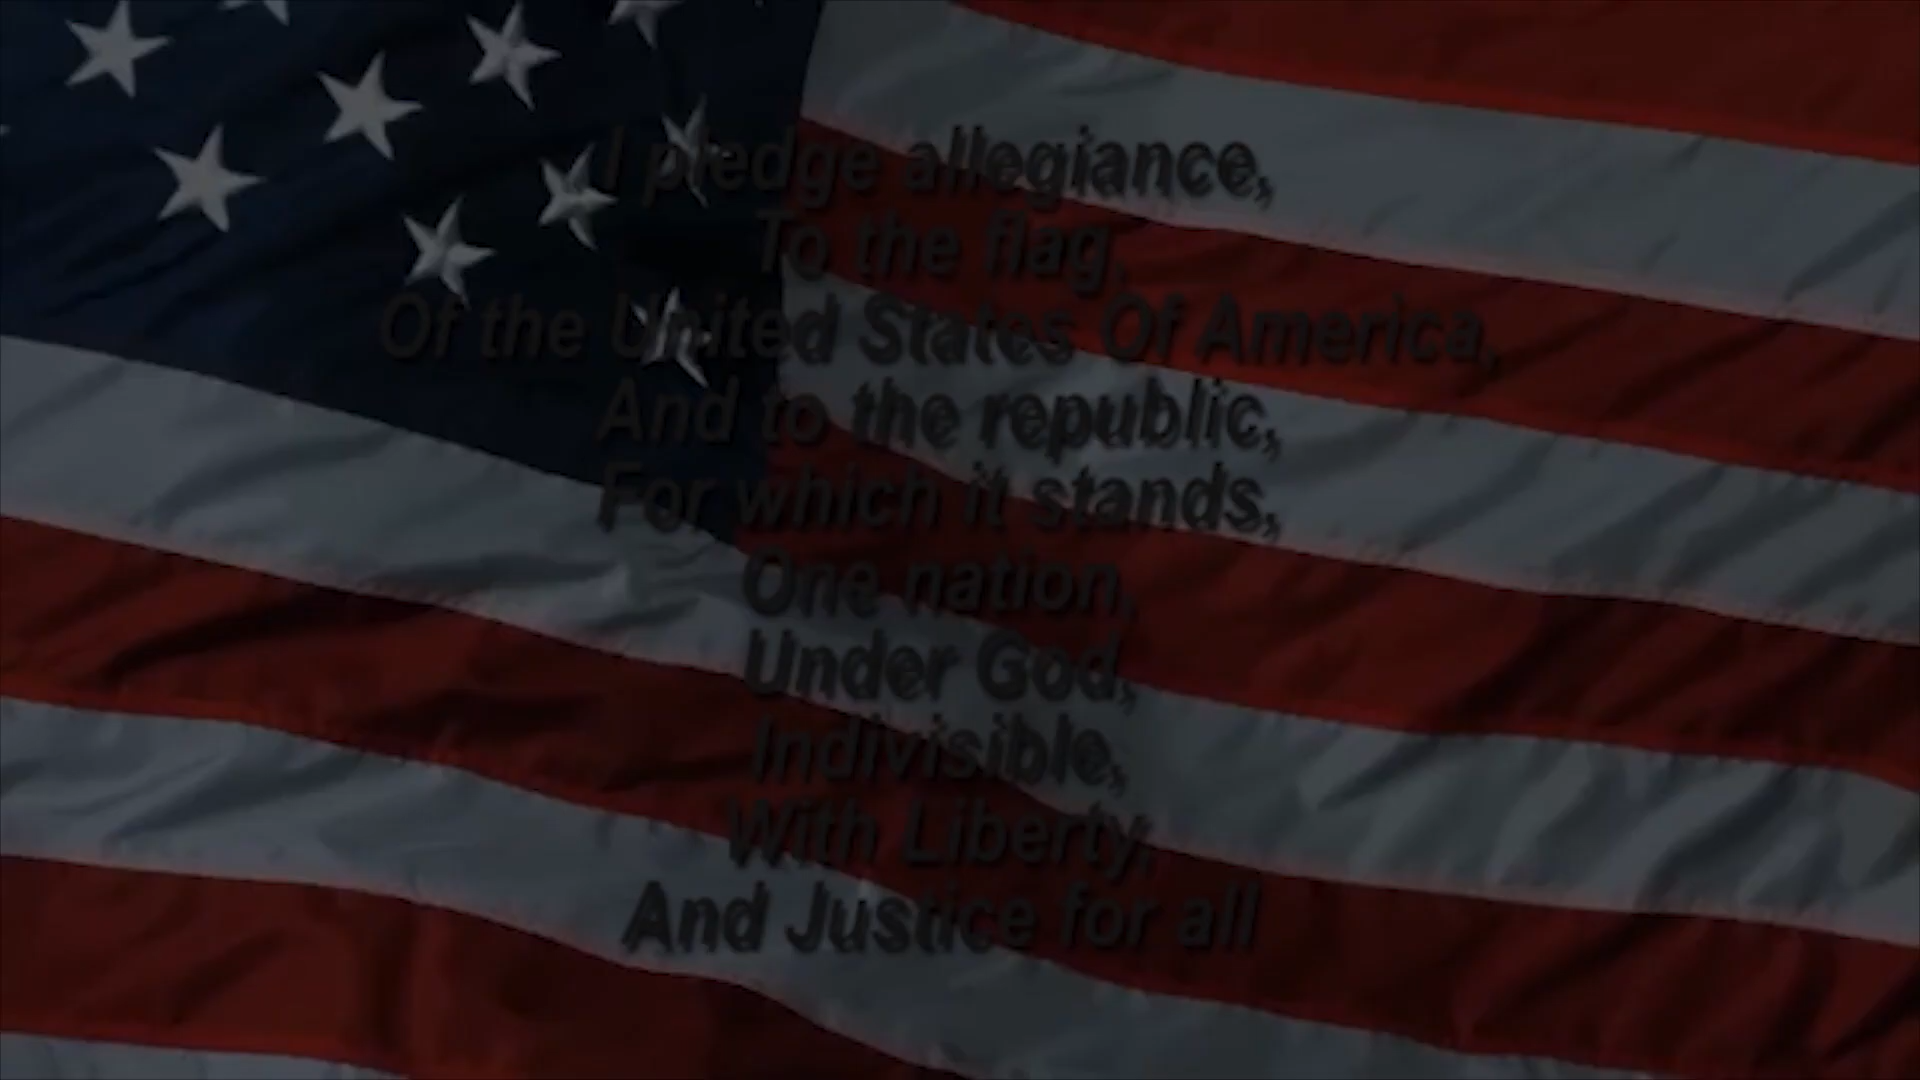 I pledge allegiance,
To the flag,
Of the United States Of America,
And to the republic,
For which it stands,
One nation,
Under God,
Indivisible,
With Liberty,
And Justice for all